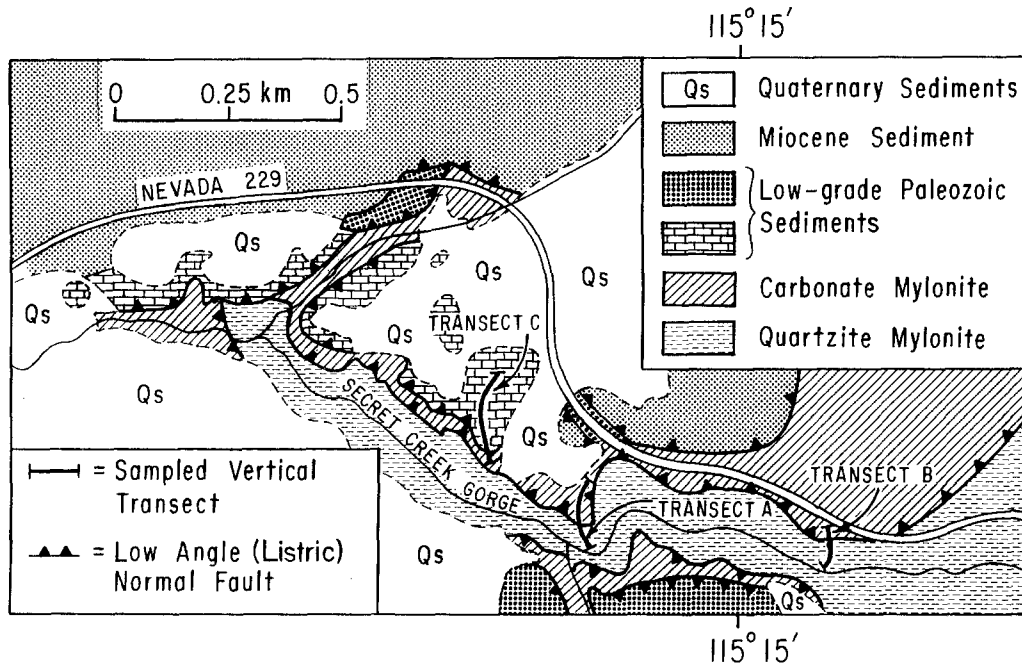 115° 15′
0 0.25 km 0.5
NEVADA 229
Qs
Qs
Qs
Qs
Qs
Qs
Qs
Qs
Qs
TRANSECT C
SECRET CREEK GORGE
TRANSECT A
TRANSECT B
Qs Quaternary Sediments
Miocene Sediment
Low-grade Paleozoic
Sediments
Carbonate Mylonite
Quartzite Mylonite
= Sampled Vertical
Transect
= Low Angle (Listric)
Normal Fault
115° 15′